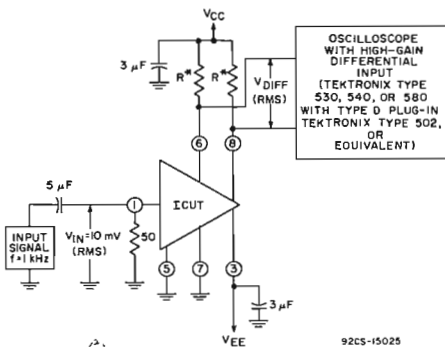 VCC
3 µF
R*
R*
VDIFF
(RMS)
OSCILLOSCOPE
WITH HIGH-GAIN
DIFFERENTIAL
INPUT
(TEKTRONIX TYPE
530, 540, OR 580
WITH TYPE D PLUG-IN
TEKTRONIX TYPE 502,
OR
EQUIVALENT)
6
8
5 µF
1
ICUT
INPUT
SIGNAL
f=1 kHz
VIN=10 mV
(RMS)
50
5
7
3
3 µF
VEE
92CS-15025